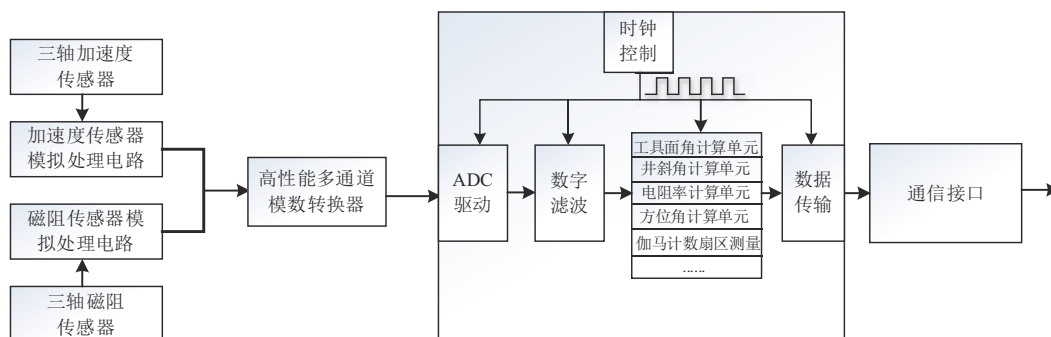 三轴加速度
传感器
加速度传感器
模拟处理电路
磁阻传感器模
拟处理电路
三轴磁阻
传感器
高性能多通道
模数转换器
时钟
控制
ADC
驱动
数字
滤波
工具面角计算单元
井斜角计算单元
电阻率计算单元
方位角计算单元
伽马计数扇区测量
......
数据
传输
通信接口